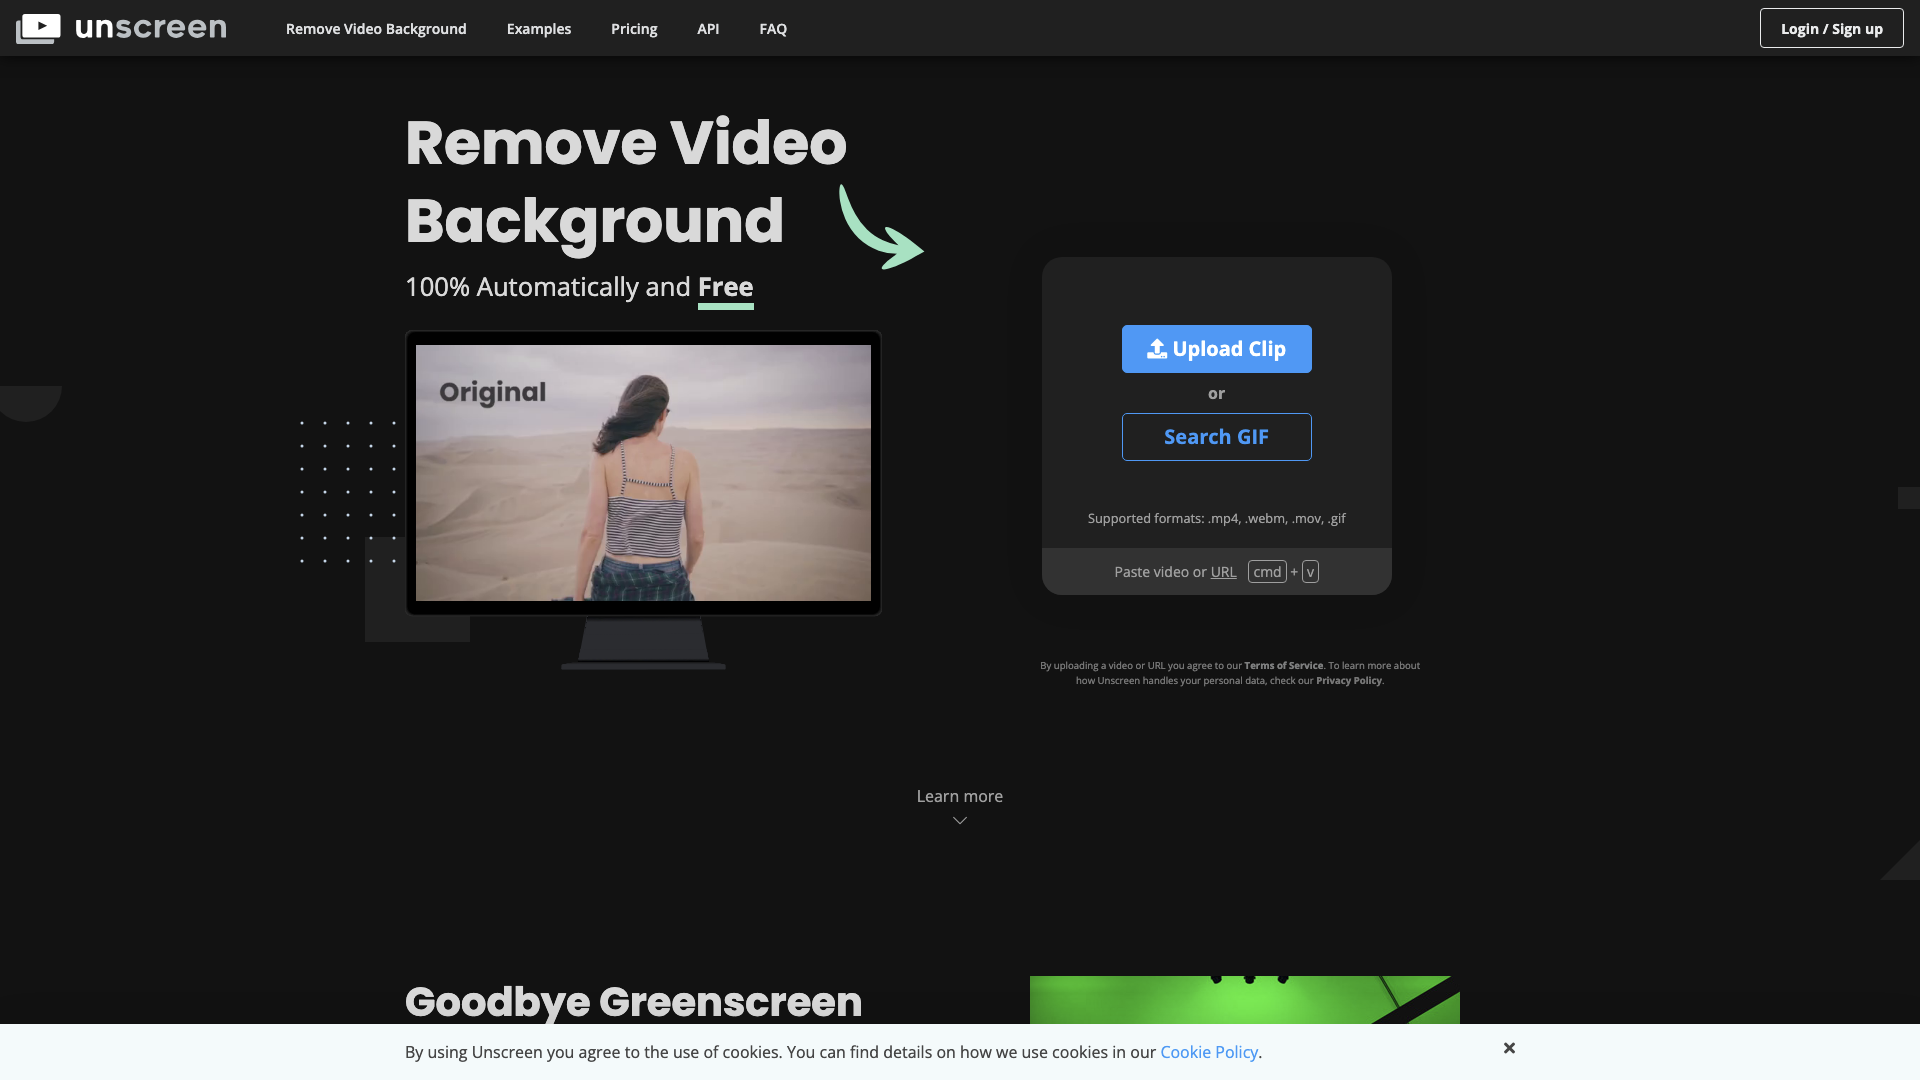 unscreen
Remove Video Background
Examples
Pricing
API
FAQ
Login / Sign up
Remove Video
Background
100% Automatically and Free
Original
Upload Clip
or
Search GIF
Supported formats: .mp4, .webm, .mov, .gif
Paste video or URL cmd + v
By uploading a video or URL you agree to our Terms of Service. To learn more about
how Unscreen handles your personal data, check our Privacy Policy.
Learn more
Goodbye Greenscreen
By using Unscreen you agree to the use of cookies. You can find details on how we use cookies in our Cookie Policy.